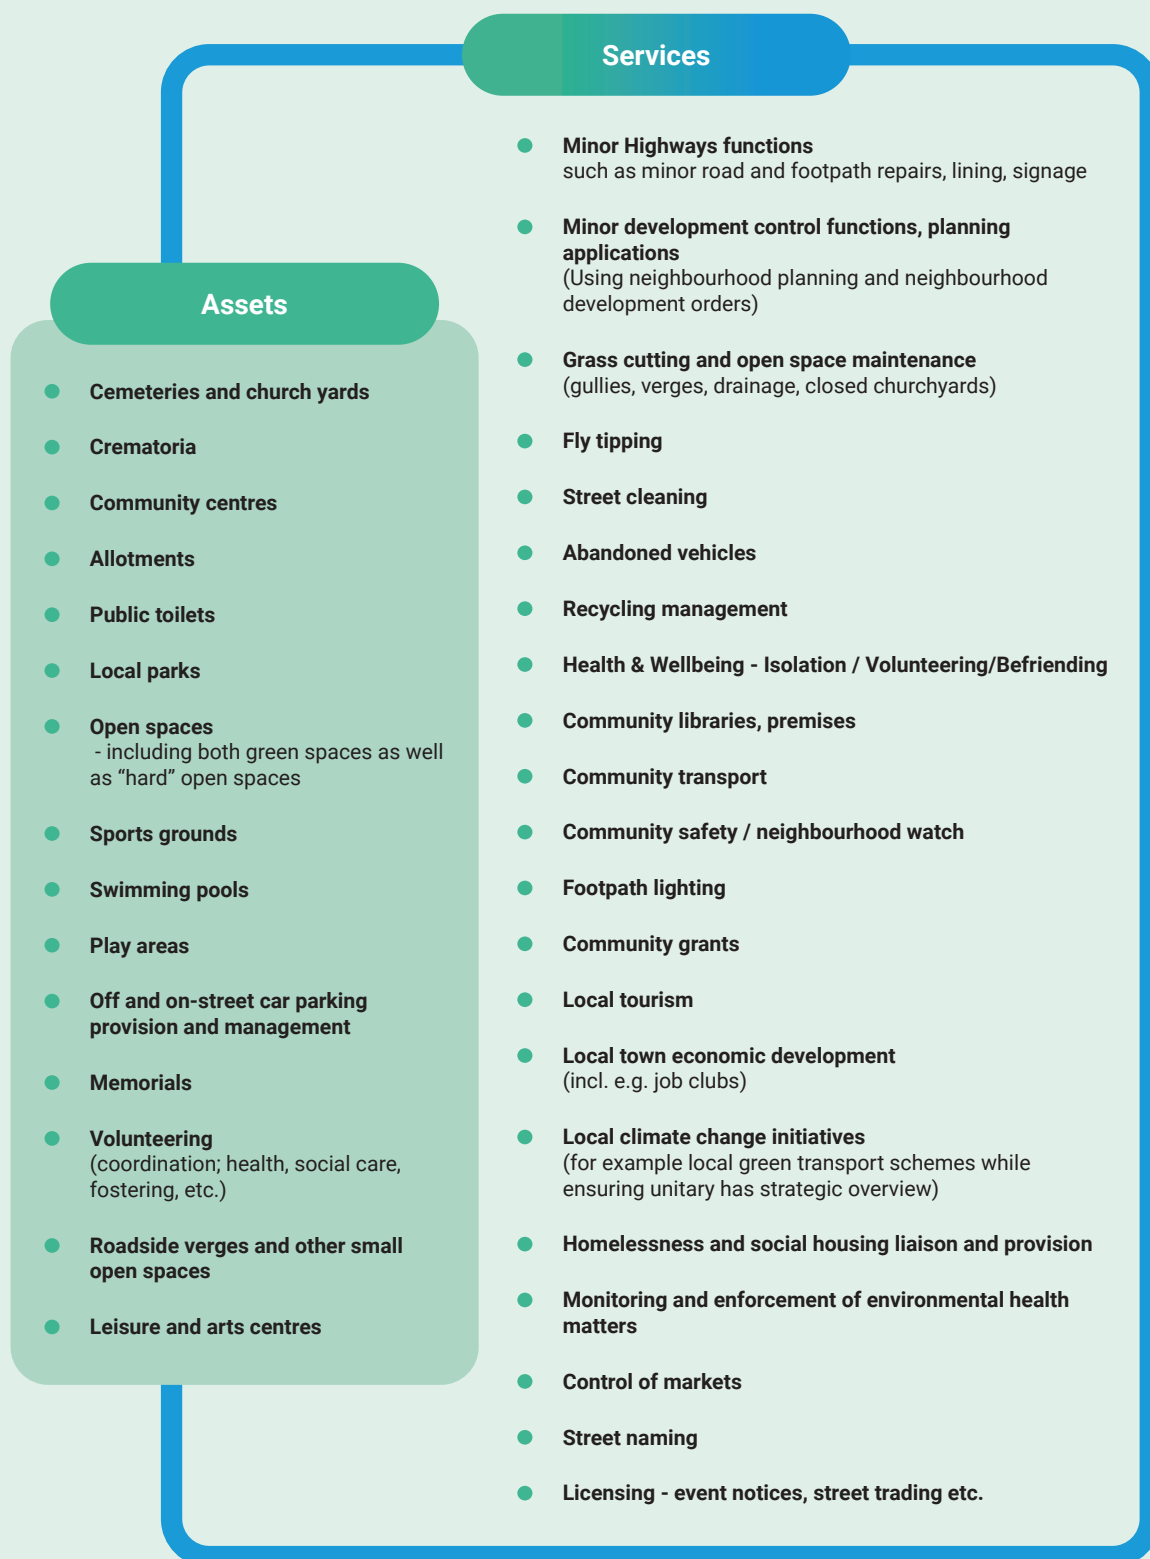 Services
Minor Highways functions
such as minor road and footpath repairs, lining, signage
Minor development control functions, planning
applications
(Using neighbourhood planning and neighbourhood
development orders)
Grass cutting and open space maintenance
(gullies, verges, drainage, closed churchyards)
Fly tipping
Street cleaning
Abandoned vehicles
Recycling management
Health & Wellbeing - Isolation / Volunteering/Befriending
Community libraries, premises
Community transport
Community safety / neighbourhood watch
Footpath lighting
Community grants
Local tourism
Local town economic development
(incl. e.g. job clubs)
Local climate change initiatives
(for example local green transport schemes while
ensuring unitary has strategic overview)
Homelessness and social housing liaison and provision
Monitoring and enforcement of environmental health
matters
Control of markets
Street naming
Licensing - event notices, street trading etc.
Assets
Cemeteries and church yards
Crematoria
Community centres
Allotments
Public toilets
Local parks
Open spaces
- including both green spaces as well
as “hard” open spaces
Sports grounds
Swimming pools
Play areas
Off and on-street car parking
provision and management
Memorials
Volunteering
(coordination; health, social care,
fostering, etc.)
Roadside verges and other small
open spaces
Leisure and arts centres